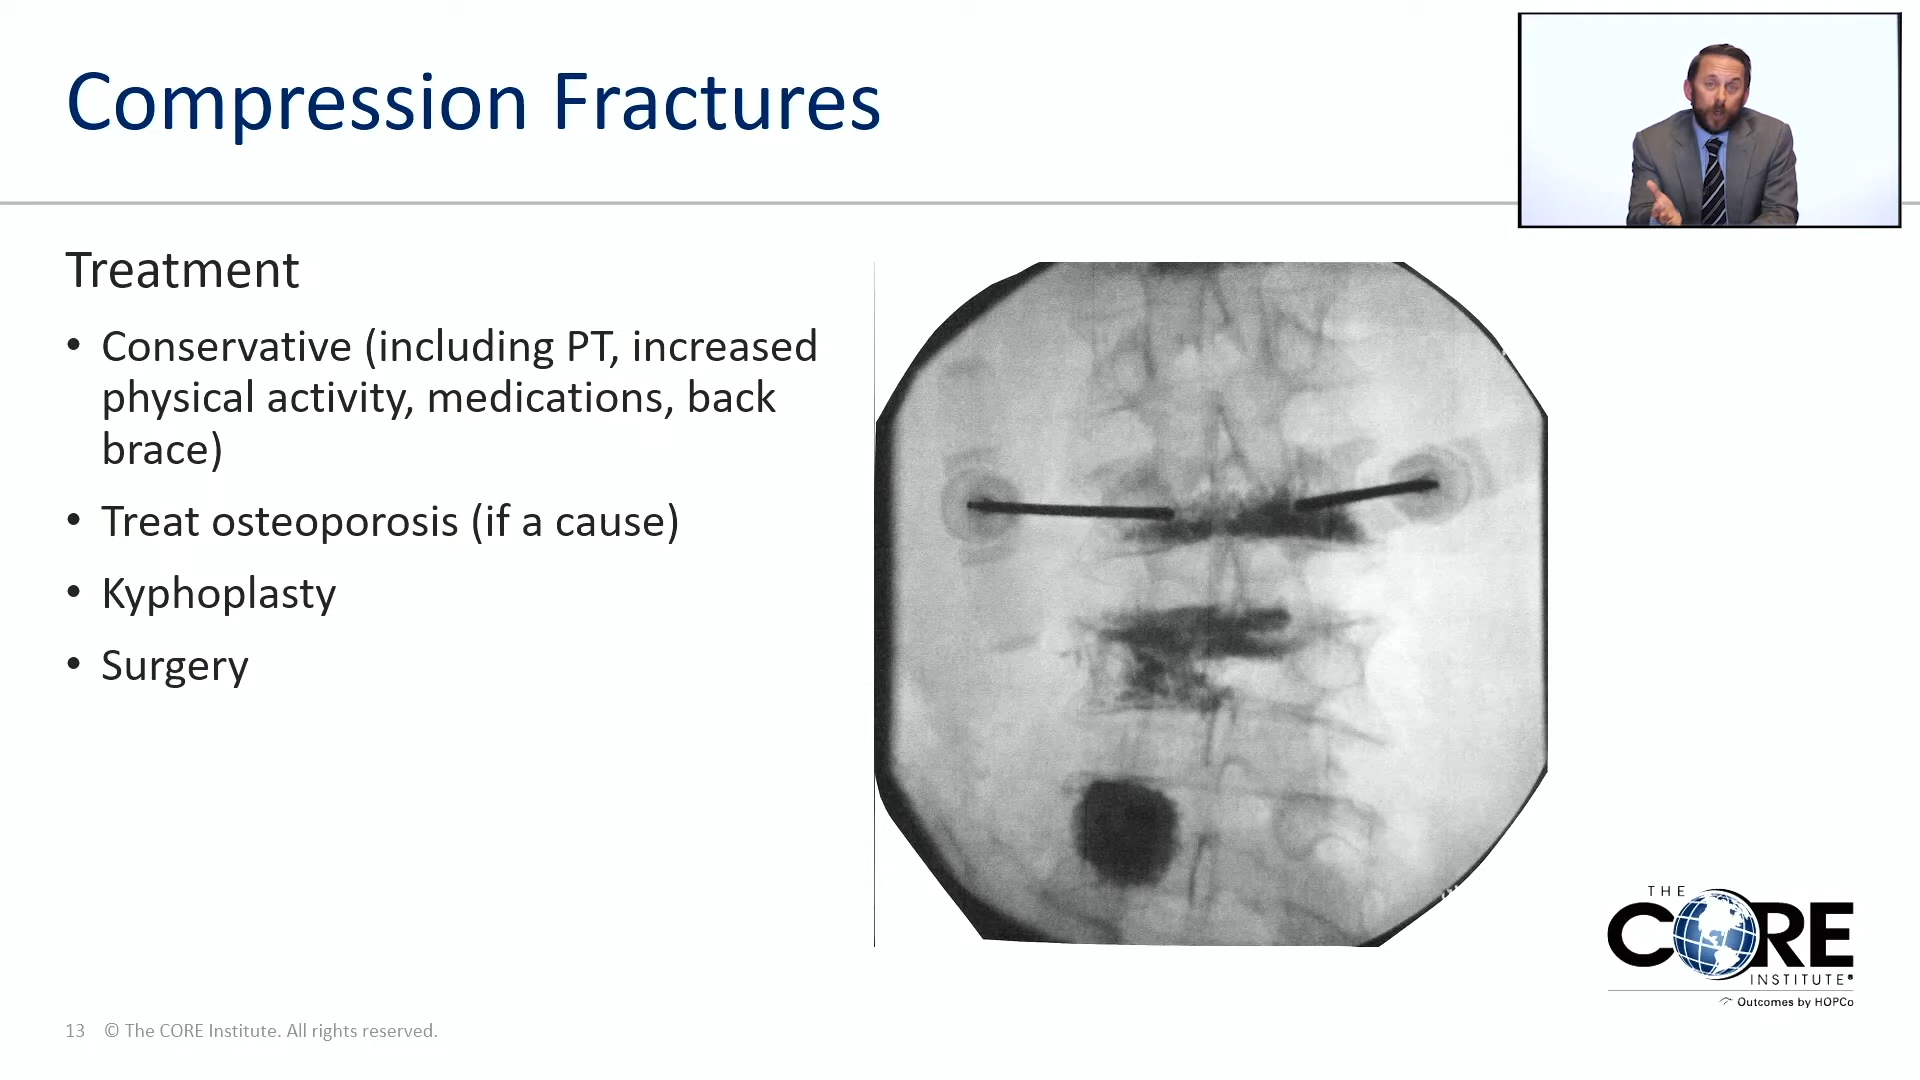 Compression Fractures
Treatment
• Conservative (including PT, increased
physical activity, medications, back
brace)
• Treat osteoporosis (if a cause)
• Kyphoplasty
• Surgery
THE
CORE
INSTITUTE®
Outcomes by HOPCo
13 © The CORE Institute. All rights reserved.